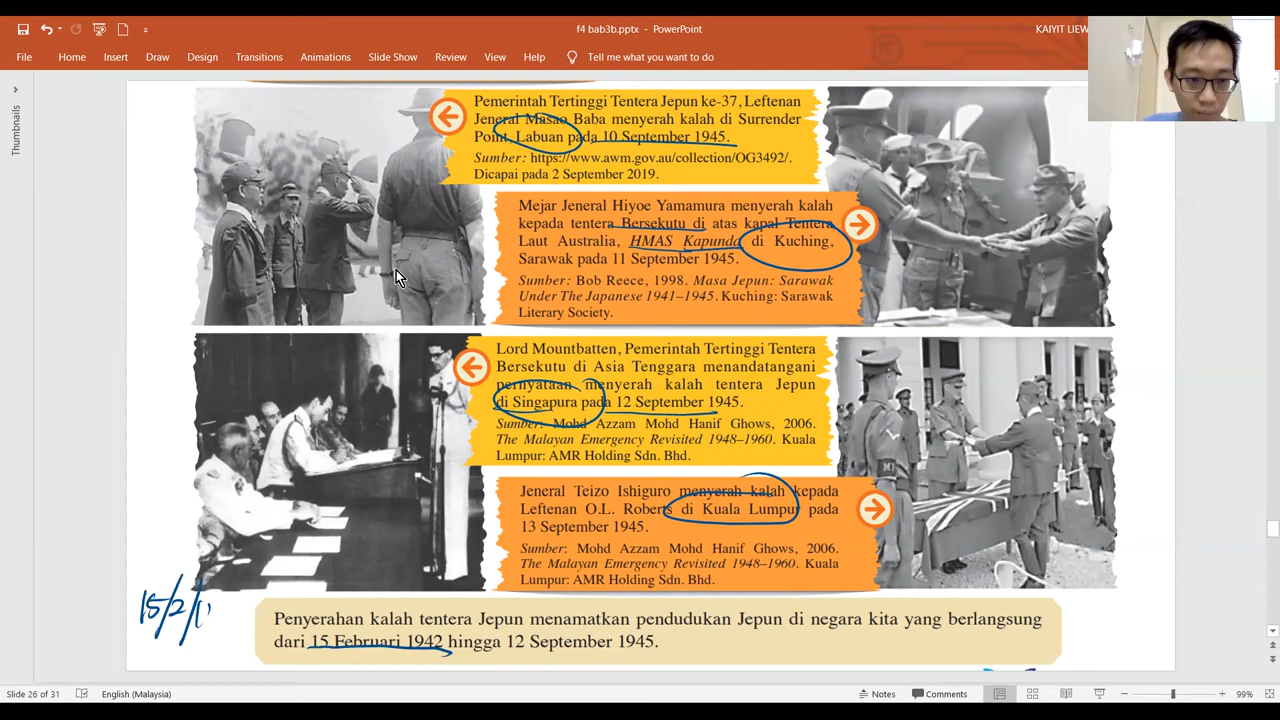 f4 bab3b.pptx - PowerPoint
KAIYIT LIEW
File Home Insert Draw Design Transitions Animations Slide Show Review View Help Tell me what you want to do
Thumbnails
Pemerintah Tertinggi Tentera Jepun ke-37, Leftenan
Jeneral Masao Baba menyerah kalah di Surrender
Point, Labuan pada 10 September 1945.
Sumber: https://www.awm.gov.au/collection/OG3492/.
Dicapai pada 2 September 2019.
Mejar Jeneral Hiyoe Yamamura menyerah kalah
kepada tentera Bersekutu di atas kapal Tentera
Laut Australia, HMAS Kapunda di Kuching,
Sarawak pada 11 September 1945.
Sumber: Bob Reece, 1998. Masa Jepun: Sarawak
Under The Japanese 1941–1945. Kuching: Sarawak
Literary Society.
Lord Mountbatten, Pemerintah Tertinggi Tentera
Bersekutu di Asia Tenggara menandatangani
pernyataan menyerah kalah tentera Jepun
di Singapura pada 12 September 1945.
Sumber: Mohd Azzam Mohd Hanif Ghows, 2006.
The Malayan Emergency Revisited 1948–1960. Kuala
Lumpur: AMR Holding Sdn. Bhd.
Jeneral Teizo Ishiguro menyerah kalah kepada
Leftenan O.L. Roberts di Kuala Lumpur pada
13 September 1945.
Sumber: Mohd Azzam Mohd Hanif Ghows, 2006.
The Malayan Emergency Revisited 1948–1960. Kuala
Lumpur: AMR Holding Sdn. Bhd.
15/2/1
Penyerahan kalah tentera Jepun menamatkan pendudukan Jepun di negara kita yang berlangsung
dari 15 Februari 1942 hingga 12 September 1945.
Slide 26 of 31 English (Malaysia) Notes Comments 99%